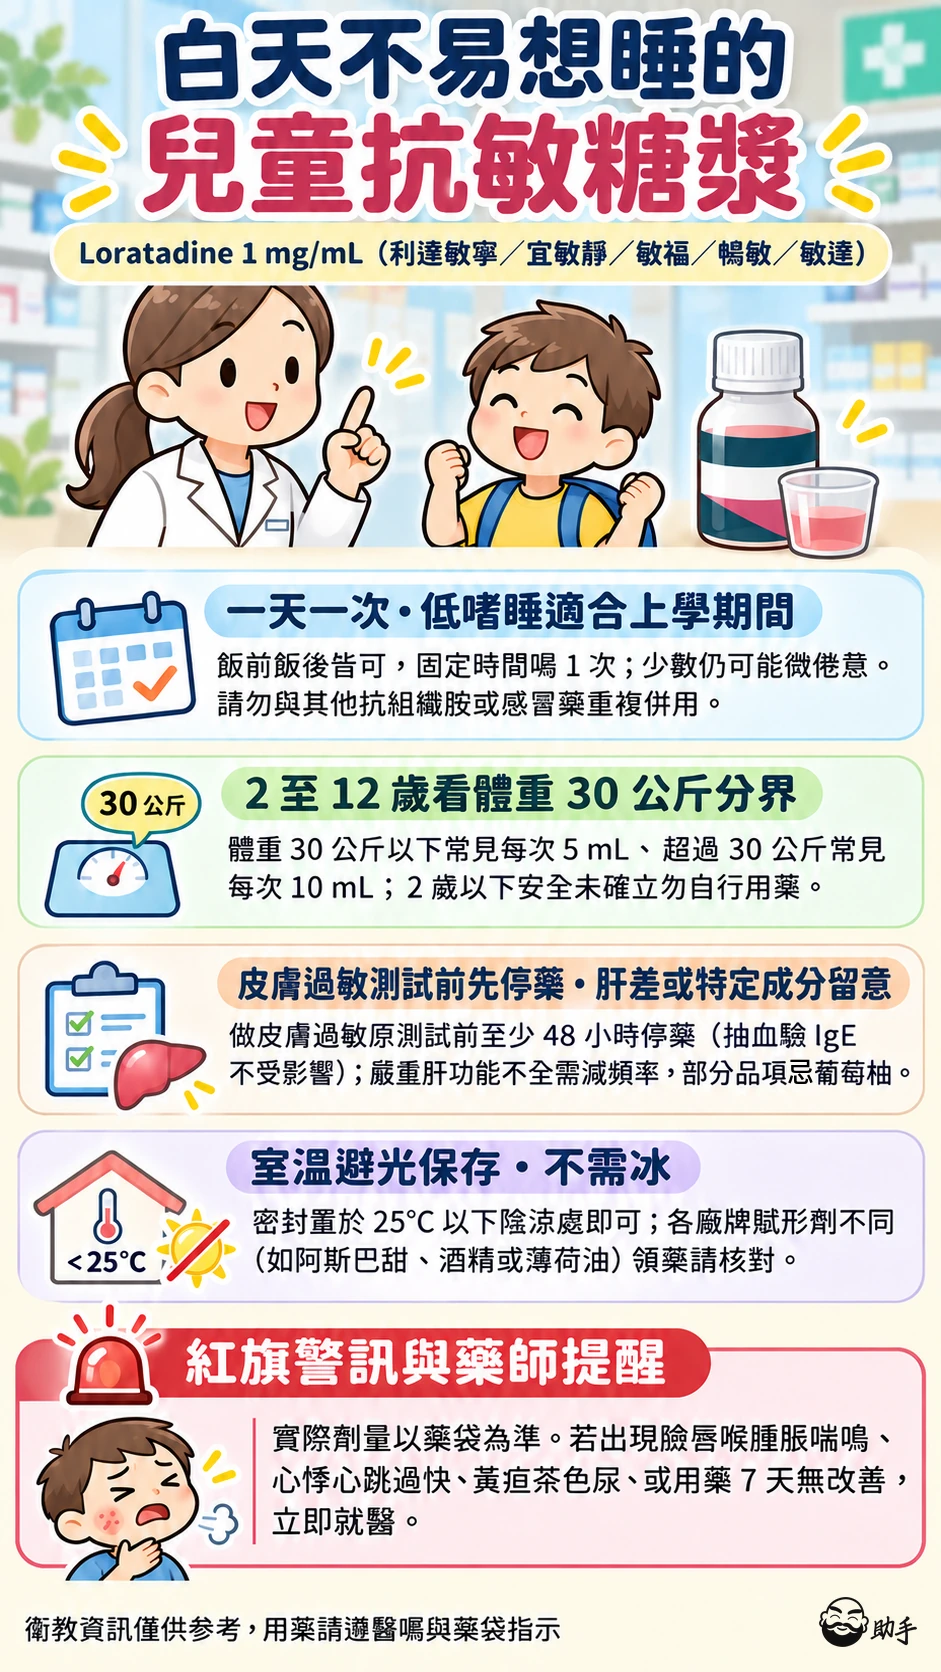 白天不易想睡的
兒童抗敏糖漿
Loratadine 1 mg/mL（利達敏寧／宜敏靜／敏福／暢敏／敏達）
一天一次・低嗜睡適合上學期間
飯前飯後皆可，固定時間喝 1 次；少數仍可能微倦意。
請勿與其他抗組織胺或感冒藥重複併用。
30 公斤
2 至 12 歲看體重 30 公斤分界
體重 30 公斤以下常見每次 5 mL、超過 30 公斤常見
每次 10 mL；2 歲以下安全未確立勿自行用藥。
皮膚過敏測試前先停藥・肝差或特定成分留意
做皮膚過敏原測試前至少 48 小時停藥（抽血驗 IgE
不受影響）；嚴重肝功能不全需減頻率，部分品項忌葡萄柚。
室溫避光保存・不需冰
<25°C
密封置於 25°C 以下陰涼處即可；各廠牌賦形劑不同
（如阿斯巴甜、酒精或薄荷油）領藥請核對。
紅旗警訊與藥師提醒
實際劑量以藥袋為準。若出現臉唇喉腫脹喘鳴、
心悸心跳過快、黃疸茶色尿、或用藥 7 天無改善，
立即就醫。
衛教資訊僅供参考，用藥請遵醫囑與藥袋指示
助手